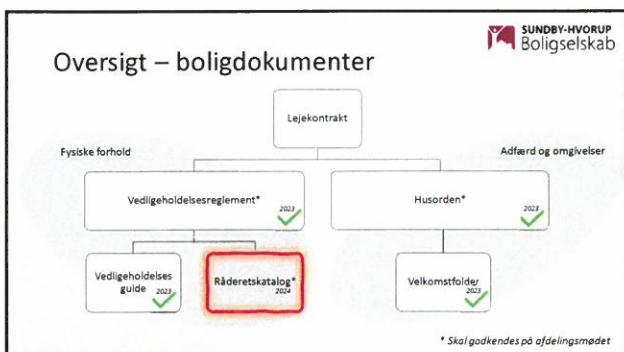 SUNDBY-HVORUP
Boligselskab
Oversigt – boligdokumenter
Lejekontrakt
Fysiske forhold
Adfærd og omgivelser
Vedligeholdelsesreglement*
2023
Husorden*
2023
Vedligeholdelses
guide
2023
Råderetskatalog*
2024
Velkomstfolder
2023
* Skal godkendes på afdelingsmødet